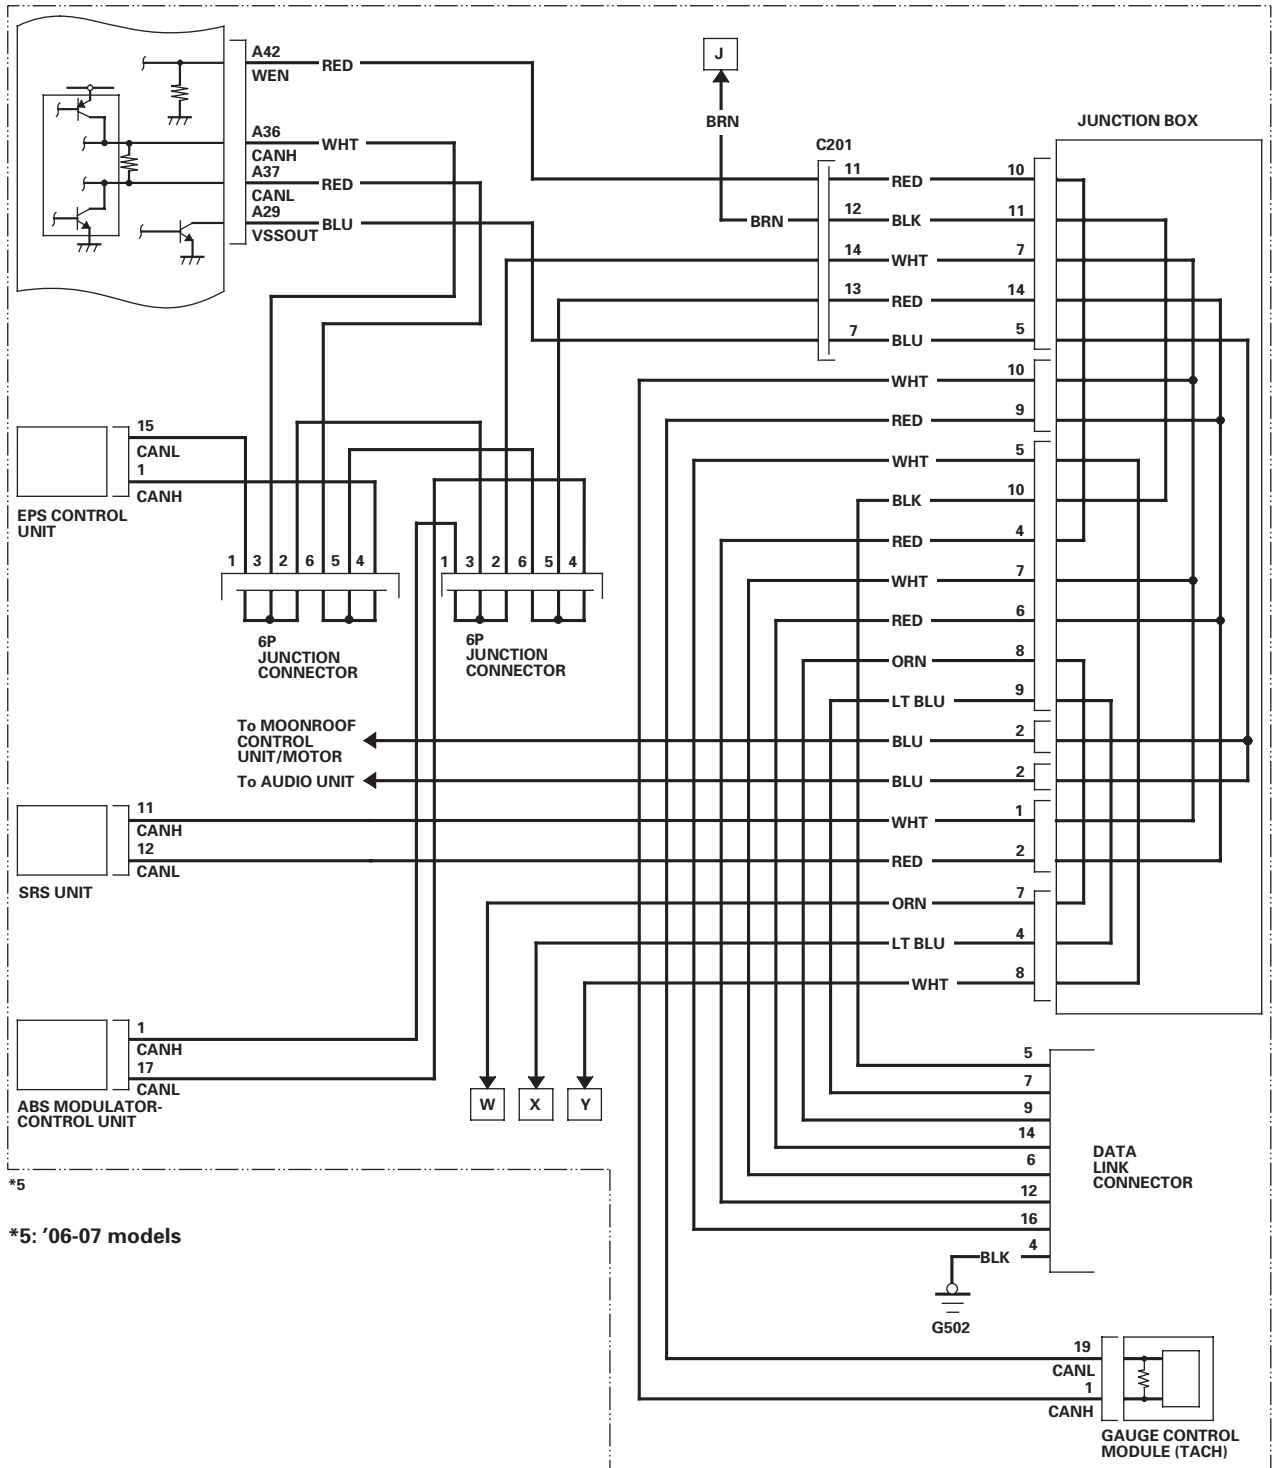 A42
WEN
RED
A36
WHT
CANH
A37
RED
CANL
A29
BLU
VSSOUT
J
BRN
BRN
C201
JUNCTION BOX
11
RED
10
12
BLK
11
14
WHT
7
13
RED
14
7
BLU
5
WHT
10
RED
9
WHT
5
BLK
10
RED
4
WHT
7
RED
6
ORN
8
LT BLU
9
BLU
2
BLU
2
WHT
1
RED
2
ORN
7
LT BLU
4
WHT
8
15
CANL
1
CANH
EPS CONTROL
UNIT
1 3 2 6 5 4
6P
JUNCTION
CONNECTOR
1 3 2 6 5 4
6P
JUNCTION
CONNECTOR
To MOONROOF
CONTROL
UNIT/MOTOR
To AUDIO UNIT
11
CANH
12
CANL
SRS UNIT
1
CANH
17
CANL
ABS MODULATOR-
CONTROL UNIT
W X Y
5
7
9
14
6
12
16
4
BLK
G502
DATA
LINK
CONNECTOR
19
CANL
1
CANH
GAUGE CONTROL
MODULE (TACH)
*5
*5: ’06-07 models